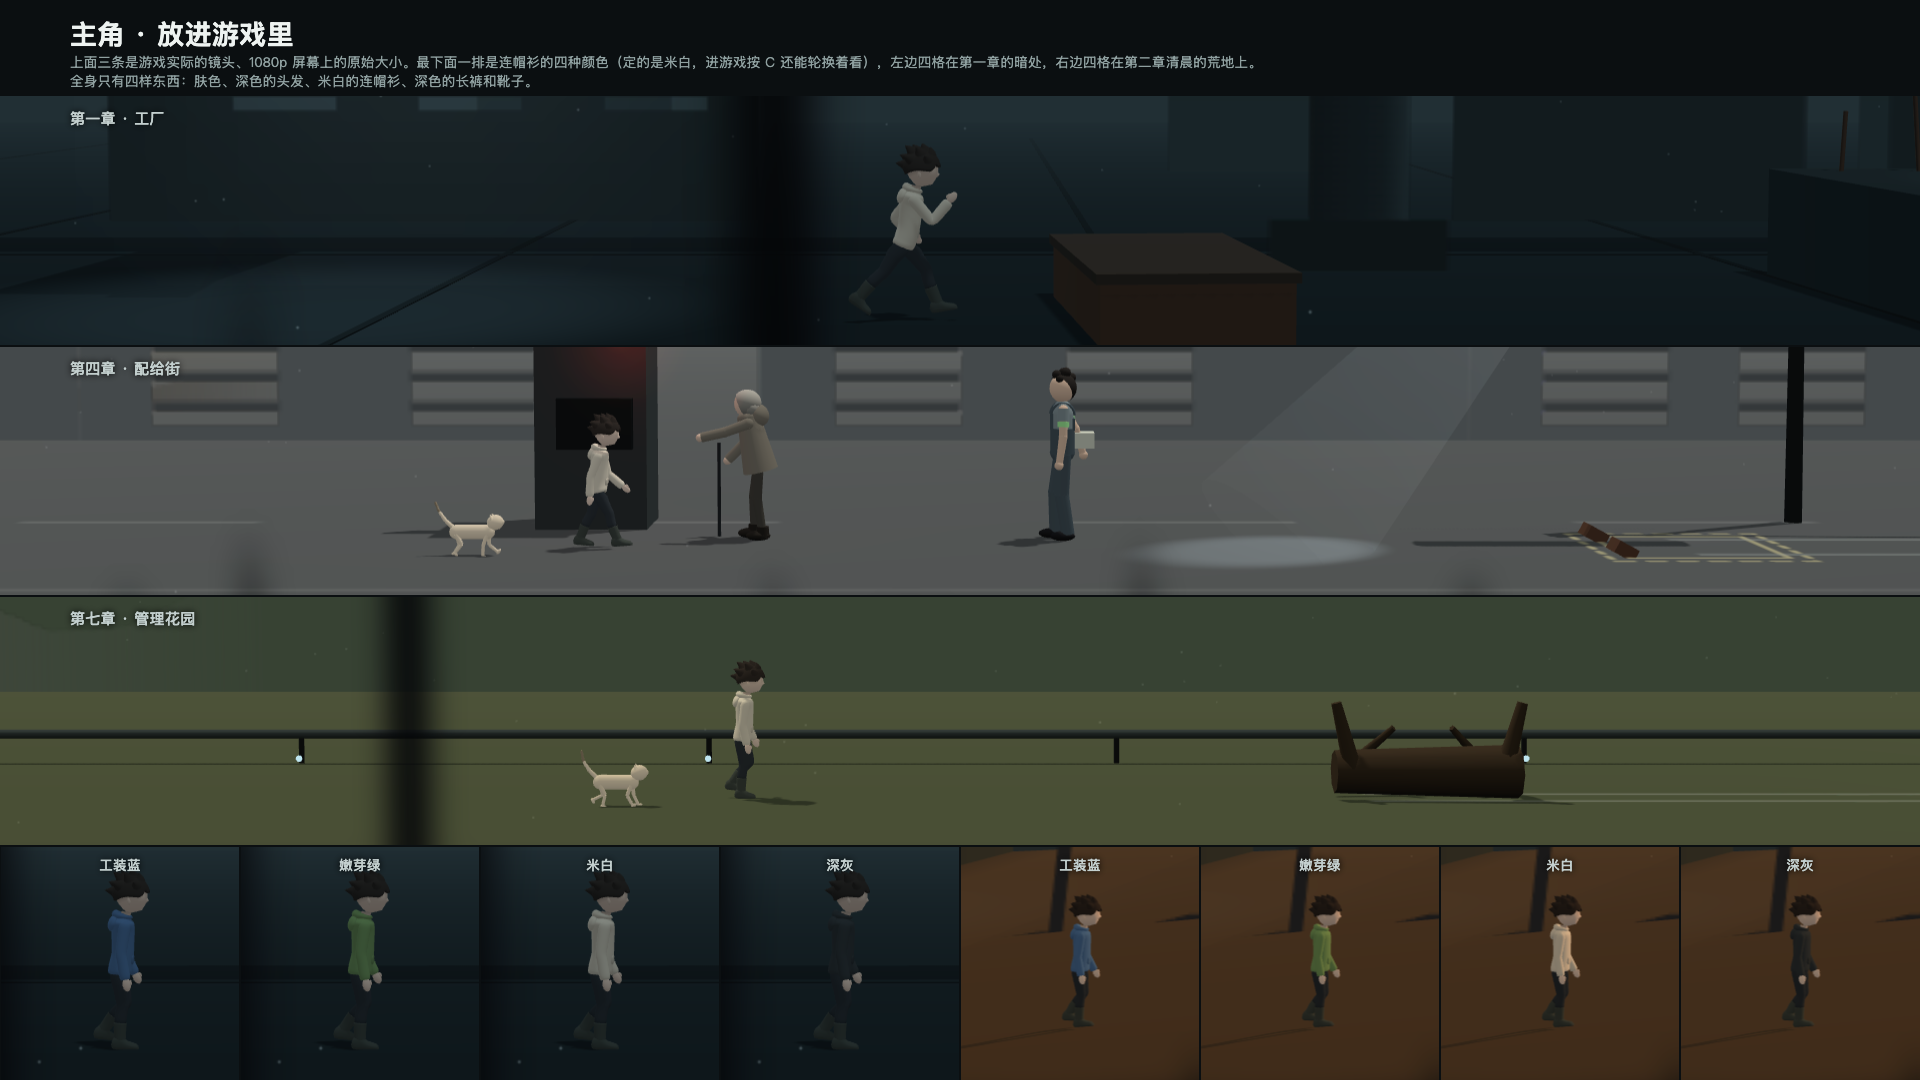 主角 · 放进游戏里
上面三条是游戏实际的镜头、1080p 屏幕上的原始大小。最下面一排是连帽衫的四种颜色（定的是米白，进游戏按 C 还能轮换着看），左边四格在第一章的暗处，右边四格在第二章清晨的荒地上。
全身只有四样东西：肤色、深色的头发、米白的连帽衫、深色的长裤和靴子。
第一章 · 工厂
第四章 · 配给街
第七章 · 管理花园
工装蓝
嫩芽绿
米白
深灰
工装蓝
嫩芽绿
米白
深灰